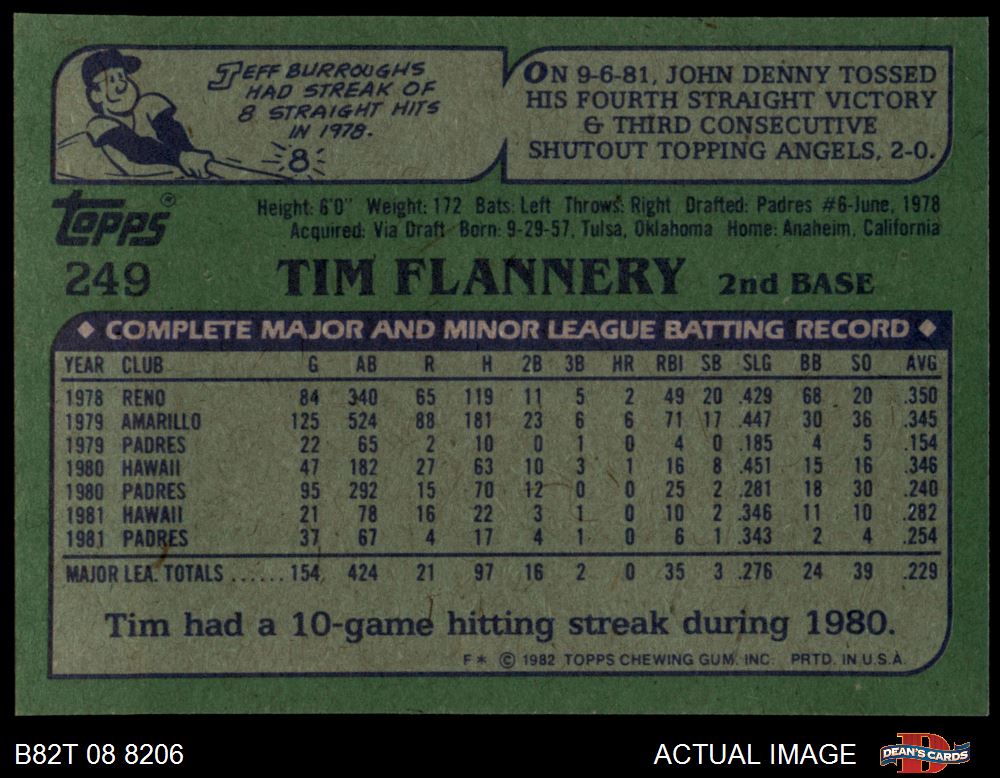 JEFF BURROUGHS
HAD STREAK OF
8 STRAIGHT HITS
IN 1978.
8
ON 9-6-81, JOHN DENNY TOSSED
HIS FOURTH STRAIGHT VICTORY
& THIRD CONSECUTIVE
SHUTOUT TOPPING ANGELS, 2-0.
topps®
Height: 6'0" Weight: 172 Bats: Left Throws: Right Drafted: Padres #6-June, 1978
Acquired: Via Draft Born: 9-29-57, Tulsa, Oklahoma Home: Anaheim, California
249 TIM FLANNERY 2nd BASE
◆ COMPLETE MAJOR AND MINOR LEAGUE BATTING RECORD ◆
YEAR CLUB G AB R H 2B 3B HR RBI SB SLG BB SO AVG
1978 RENO 84 340 65 119 11 5 2 49 20 .429 68 20 .350
1979 AMARILLO 125 524 88 181 23 6 6 71 17 .447 30 36 .345
1979 PADRES 22 65 2 10 0 1 0 4 0 .185 4 5 .154
1980 HAWAII 47 182 27 63 10 3 1 16 8 .451 15 16 .346
1980 PADRES 95 292 15 70 12 0 0 25 2 .281 18 30 .240
1981 HAWAII 21 78 16 22 3 1 0 10 2 .346 11 10 .282
1981 PADRES 37 67 4 17 4 1 0 6 1 .343 2 4 .254
MAJOR LEA. TOTALS ...... 154 424 21 97 16 2 0 35 3 .276 24 39 .229
Tim had a 10-game hitting streak during 1980.
F* © 1982 TOPPS CHEWING GUM. INC. PRTD. IN U.S.A.
B82T 08 8206 ACTUAL IMAGE DEAN'S CARDS